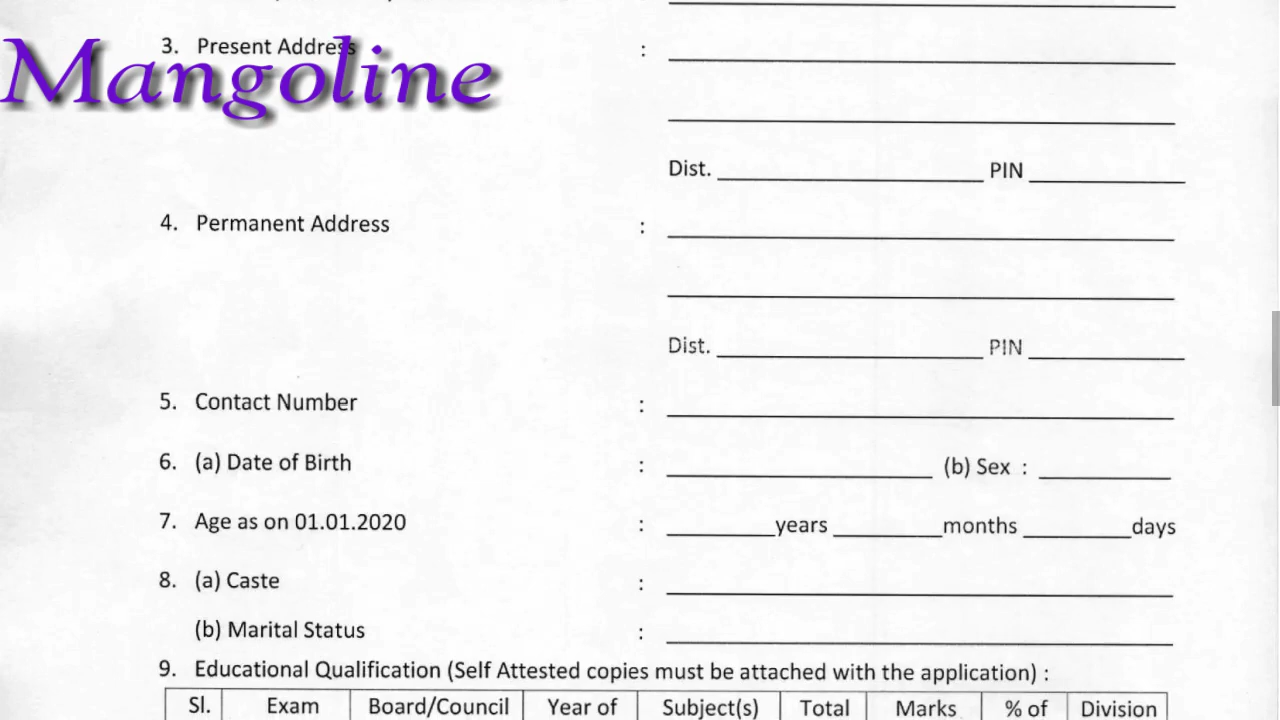 3. Present Address :
Mangoline
Dist. PIN
4. Permanent Address :
Dist. PIN
5. Contact Number :
6. (a) Date of Birth : (b) Sex :
7. Age as on 01.01.2020 : years months days
8. (a) Caste :
(b) Marital Status :
9. Educational Qualification (Self Attested copies must be attached with the application) :
Sl. Exam Board/Council Year of Subject(s) Total Marks % of Division